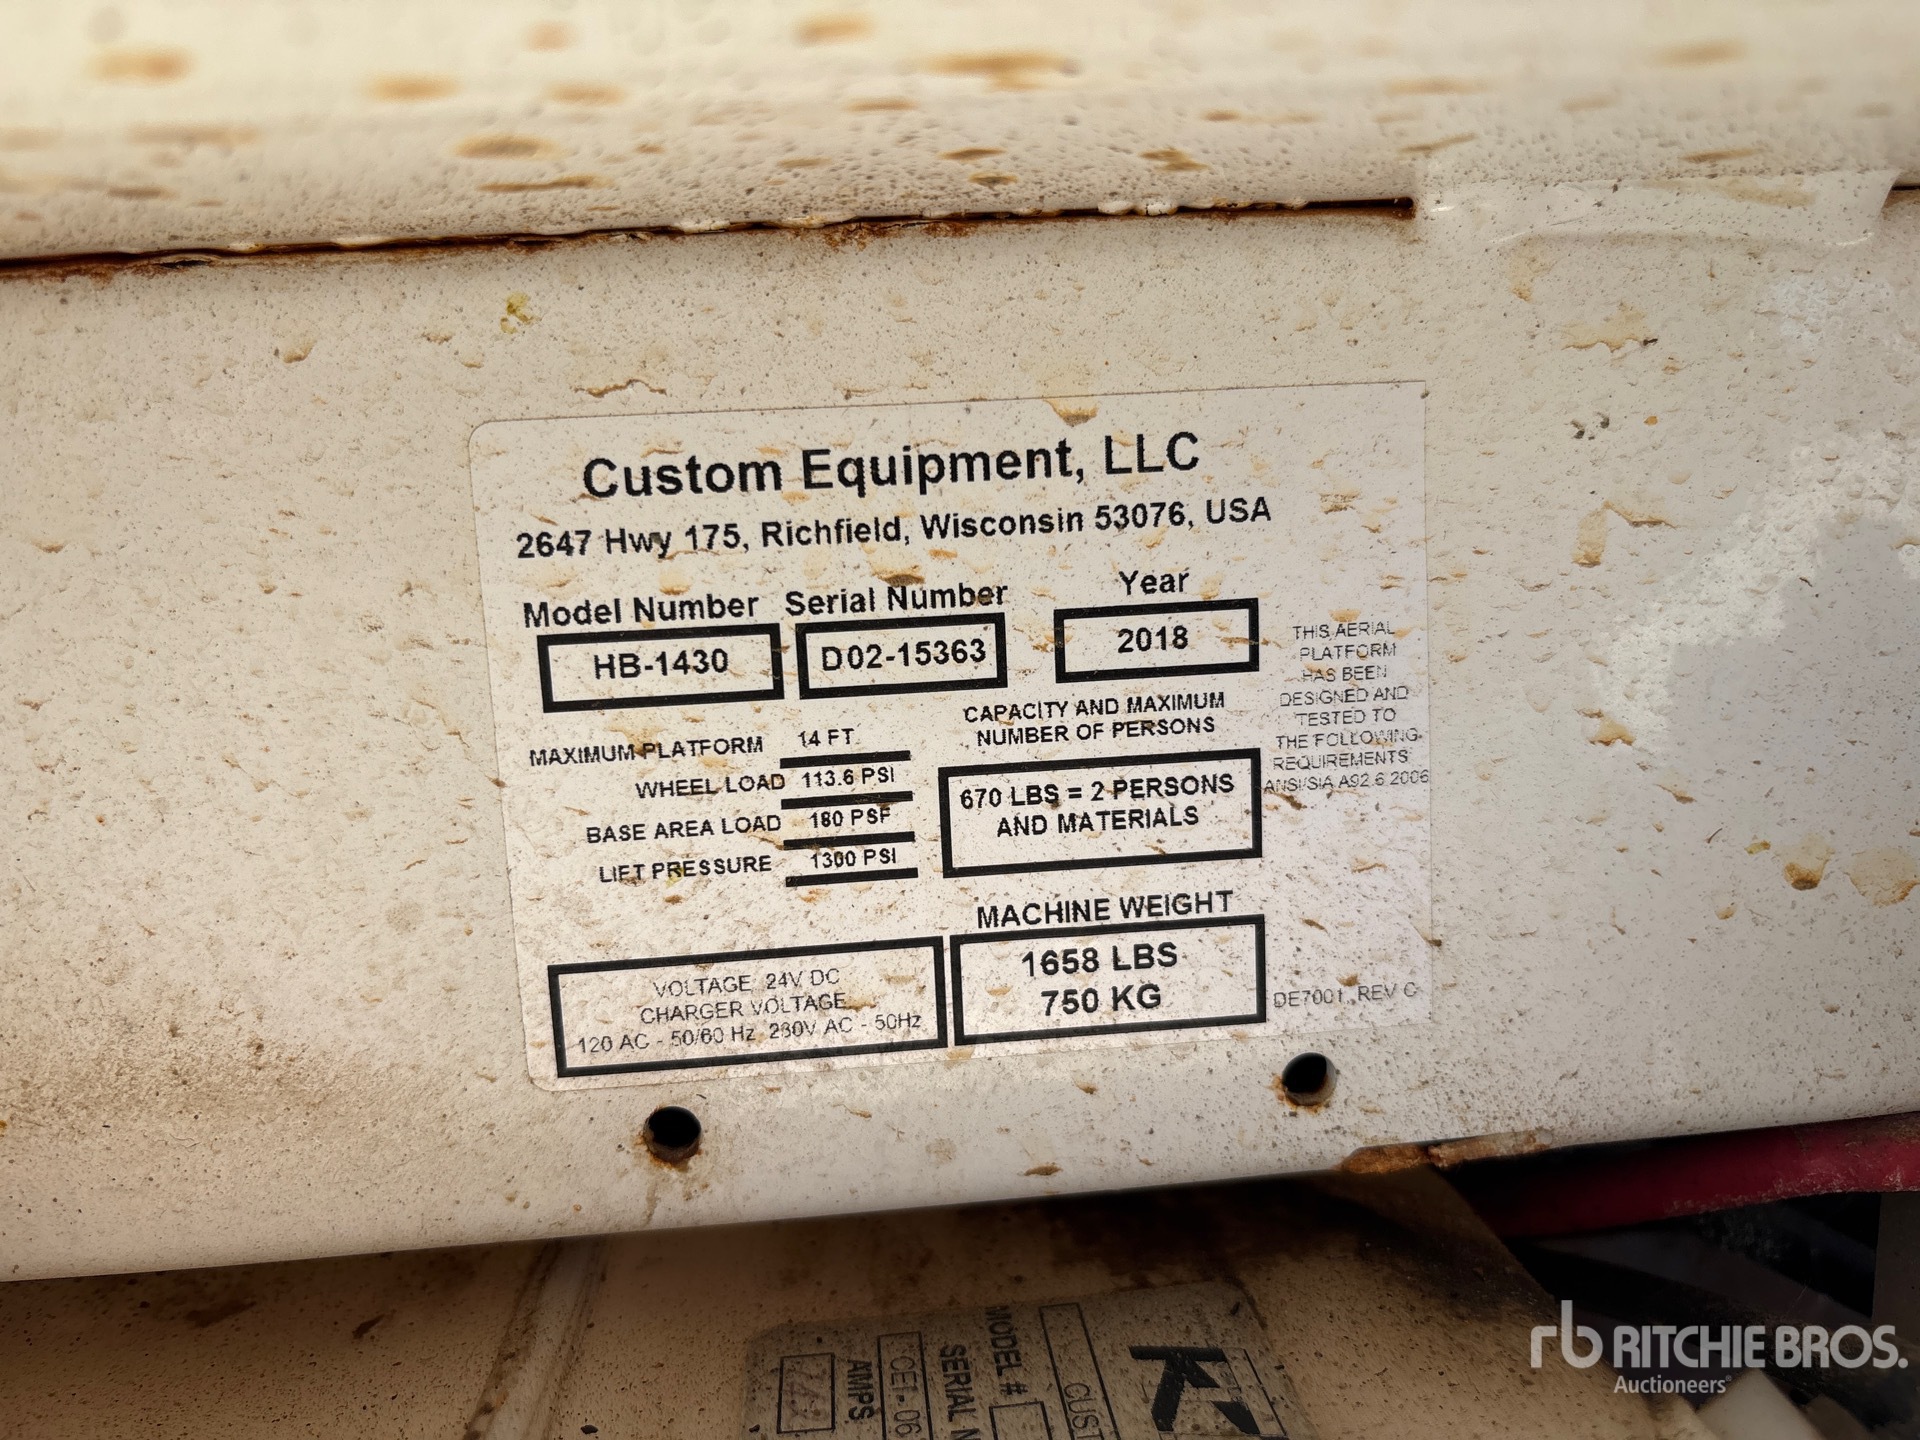 Custom Equipment, LLC
2647 Hwy 175, Richfield, Wisconsin 53076, USA
Model Number Serial Number Year
HB-1430 D02-15363 2018
MAXIMUM PLATFORM 14 FT
WHEEL LOAD 113.6 PSI
BASE AREA LOAD 180 PSF
LIFT PRESSURE 1300 PSI
CAPACITY AND MAXIMUM
NUMBER OF PERSONS
670 LBS = 2 PERSONS
AND MATERIALS
THIS AERIAL
PLATFORM
HAS BEEN
DESIGNED AND
TESTED TO
THE FOLLOWING
REQUIREMENTS
ANSI/SIA A92.6 2006
MACHINE WEIGHT
1658 LBS
750 KG
VOLTAGE 24V DC
CHARGER VOLTAGE
120 AC - 50/60 Hz 230V AC - 50Hz
DE7001 REV C
CUST
MODEL #
SERIAL N
CE1-06
AMPS
rb RITCHIE BROS.
Auctioneers